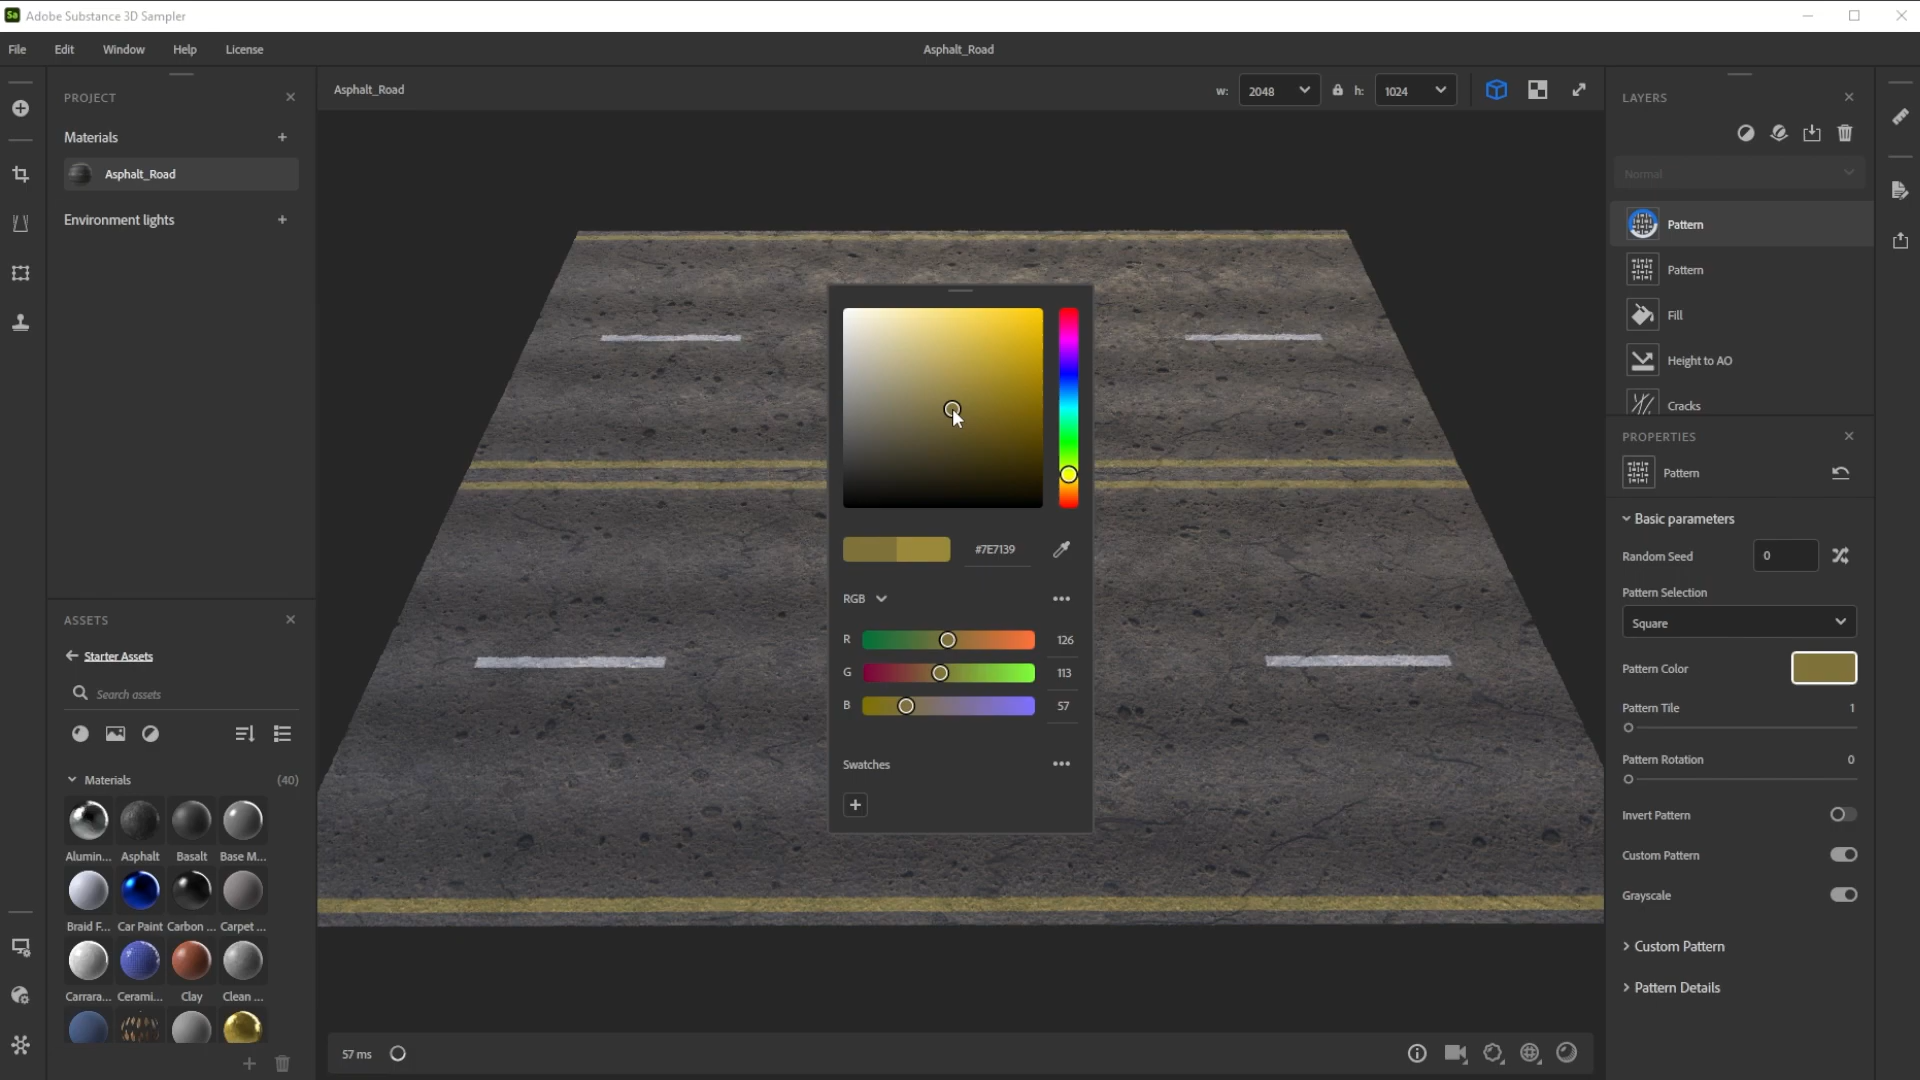 Sa Adobe Substance 3D Sampler
File Edit Window Help License
Asphalt_Road
PROJECT
Materials
Asphalt_Road
Environment lights
ASSETS
Starter Assets
Search assets
Materials (40)
Alumin... Asphalt Basalt Base M...
Braid F... Car Paint Carbon ... Carpet ...
Carrara... Cerami... Clay Clean ...
Asphalt_Road
w: 2048 h: 1024
#7E7139
RGB
R 126
G 113
B 57
Swatches
57 ms
LAYERS
Normal
Pattern
Pattern
Fill
Height to AO
Cracks
PROPERTIES
Pattern
Basic parameters
Random Seed 0
Pattern Selection
Square
Pattern Color
Pattern Tile 1
Pattern Rotation 0
Invert Pattern
Custom Pattern
Grayscale
Custom Pattern
Pattern Details